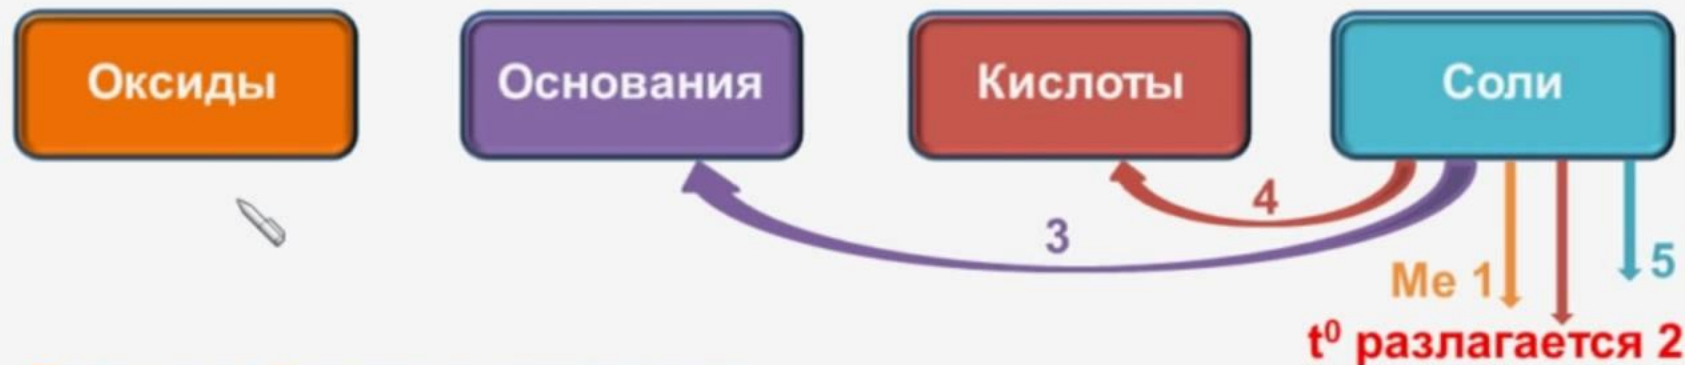 Оксиды
Основания
Кислоты
Соли
4
3
5
Me 1
t⁰ разлагается 2